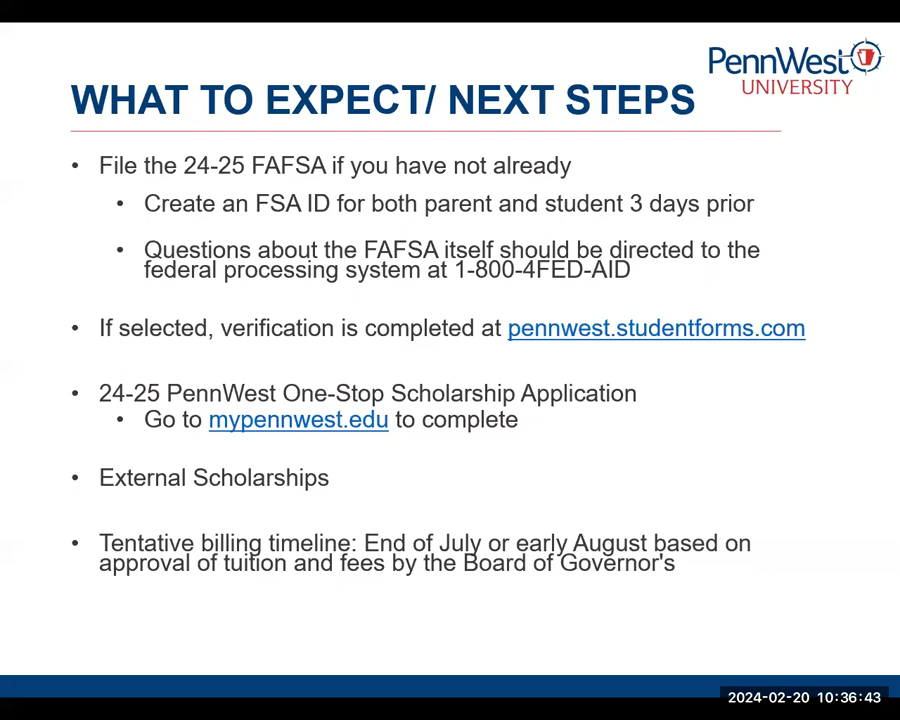 PennWest
UNIVERSITY
WHAT TO EXPECT/ NEXT STEPS
• File the 24-25 FAFSA if you have not already
• Create an FSA ID for both parent and student 3 days prior
• Questions about the FAFSA itself should be directed to the
federal processing system at 1-800-4FED-AID
• If selected, verification is completed at pennwest.studentforms.com
• 24-25 PennWest One-Stop Scholarship Application
• Go to mypennwest.edu to complete
• External Scholarships
• Tentative billing timeline: End of July or early August based on
approval of tuition and fees by the Board of Governor's
2024-02-20 10:36:43